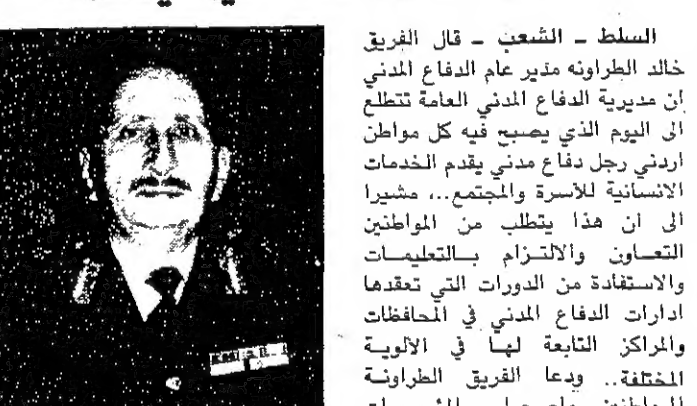 السلط ـ الشعب ـ قال الفريق
خالد الطراونه مدير عام الدفاع المدني
إن مديرية الدفاع المدني العامة تتطلع
الى اليوم الذي يصبح فيه كل مواطن
اردني رجل دفاع مدني يقدم الخدمات
الانسانية للأسرة والمجتمع..، مشيرا
الى ان هذا يتطلب من المواطنين
التعاون والالتزام بالتعليمات
والاستفادة من الدورات التي تعقدها
ادارات الدفاع المدني في المحافظات
والمراكز التابعة لها في الألوية
المختلفة.. ودعا الفريق الطراونة